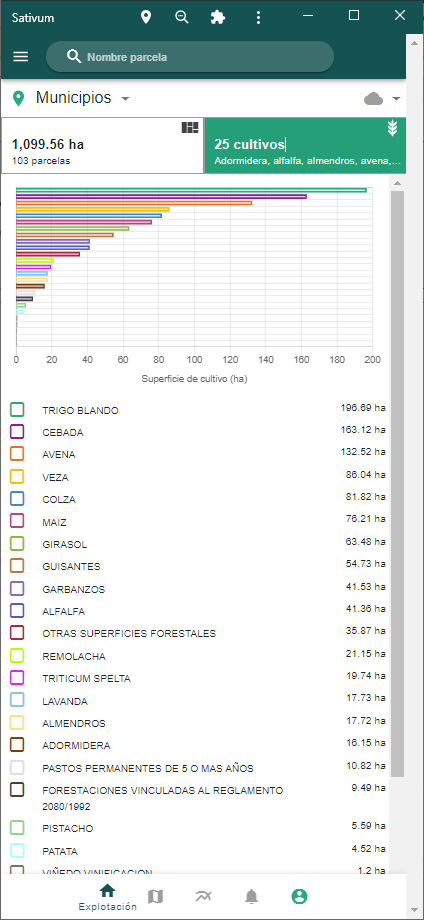 Sativum
Nombre parcela
Municipios
1,099.56 ha
103 parcelas
25 cultivos
Adormidera, alfalfa, almendros, avena,...
0 20 40 60 80 100 120 140 160 180 200
Superficie de cultivo (ha)
TRIGO BLANDO 196.69 ha
CEBADA 163.12 ha
AVENA 132.52 ha
VEZA 86.04 ha
COLZA 81.82 ha
MAIZ 76.21 ha
GIRASOL 63.48 ha
GUISANTES 54.73 ha
GARBANZOS 41.53 ha
ALFALFA 41.36 ha
OTRAS SUPERFICIES FORESTALES 35.87 ha
REMOLACHA 21.15 ha
TRITICUM SPELTA 19.74 ha
LAVANDA 17.73 ha
ALMENDROS 17.72 ha
ADORMIDERA 16.15 ha
PASTOS PERMANENTES DE 5 O MAS AÑOS 10.82 ha
FORESTACIONES VINCULADAS AL REGLAMENTO 9.49 ha
2080/1992
PISTACHO 5.59 ha
PATATA 4.52 ha
VIÑEDO VINIFICACION 1.2 ha
Explotación